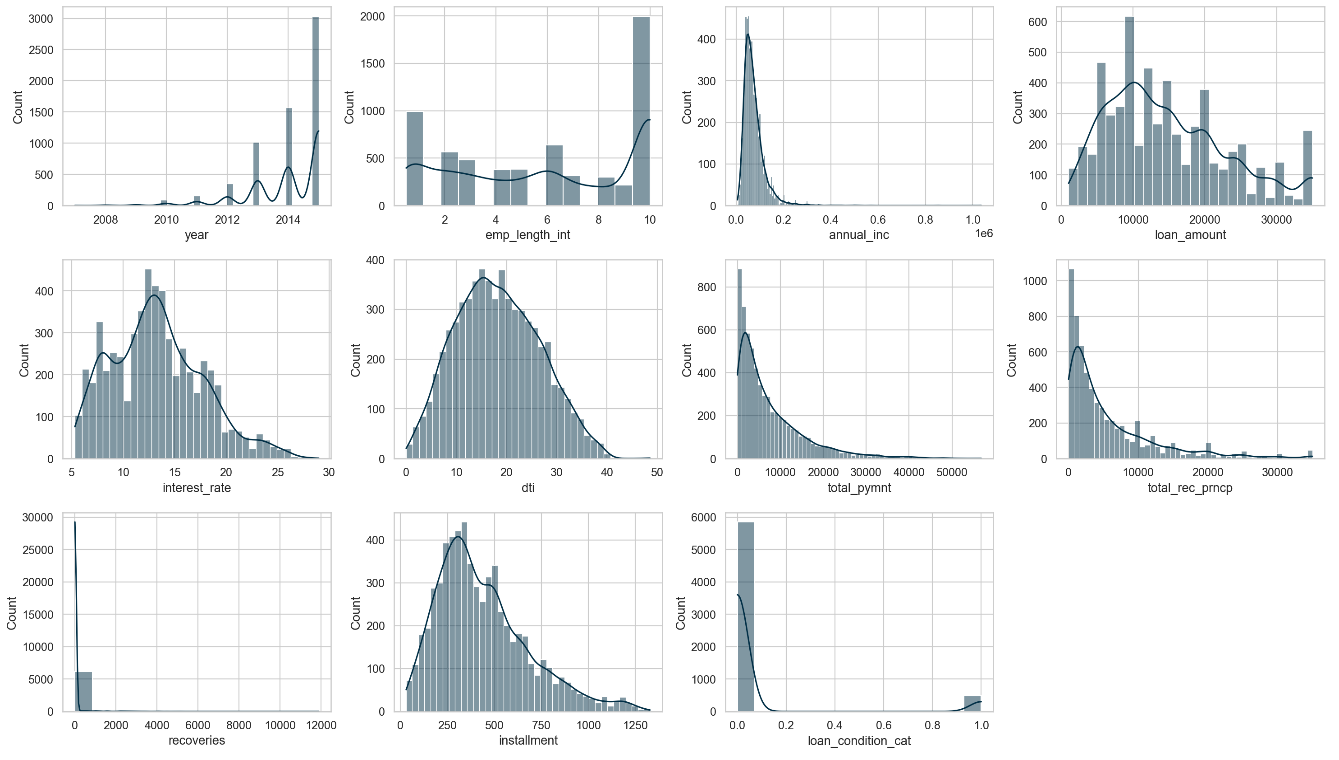 3000
2500
2000
1500
1000
500
0
Count
2008 2010 2012 2014
year
2000
1500
1000
500
0
Count
2 4 6 8 10
emp_length_int
400
300
200
100
0
Count
0.0 0.2 0.4 0.6 0.8 1.0
1e6
annual_inc
600
500
400
300
200
100
0
Count
0 10000 20000 30000
loan_amount
400
300
200
100
0
Count
5 10 15 20 25 30
interest_rate
400
300
200
100
0
Count
0 10 20 30 40 50
dti
800
600
400
200
0
Count
0 10000 20000 30000 40000 50000
total_pymnt
1000
800
600
400
200
0
Count
0 10000 20000 30000
total_rec_prncp
30000
25000
20000
15000
10000
5000
0
Count
0 2000 4000 6000 8000 10000 12000
recoveries
400
300
200
100
0
Count
0 250 500 750 1000 1250
installment
6000
5000
4000
3000
2000
1000
0
Count
0.0 0.2 0.4 0.6 0.8 1.0
loan_condition_cat